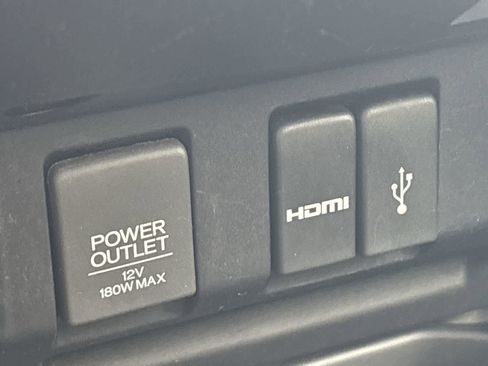 POWER
OUTLET
12V
180W MAX
HDMI